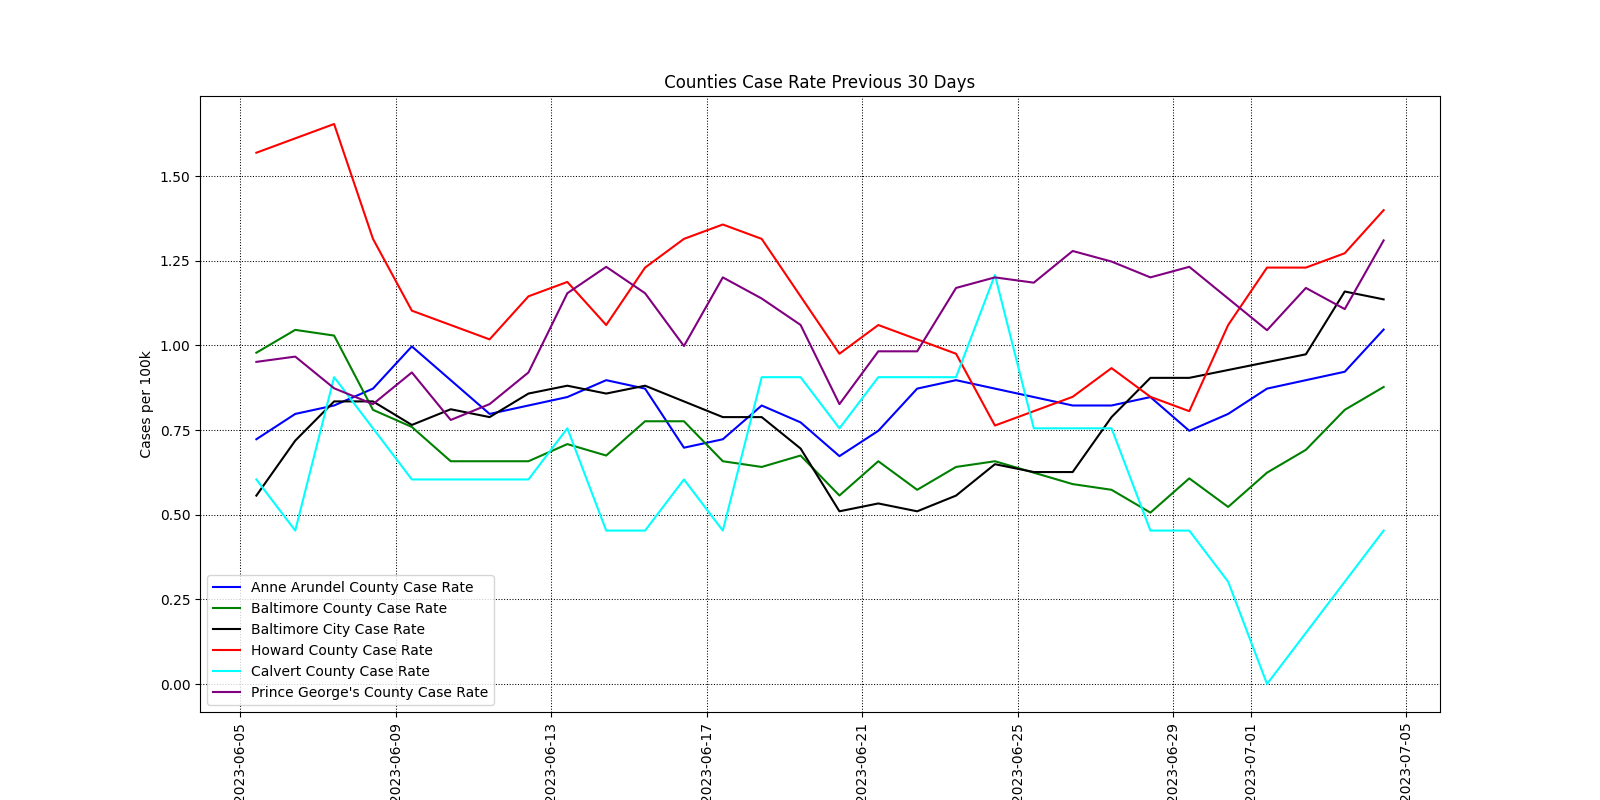 Counties Case Rate Previous 30 Days
Cases per 100k
1.50
1.25
1.00
0.75
0.50
0.25
0.00
Anne Arundel County Case Rate
Baltimore County Case Rate
Baltimore City Case Rate
Howard County Case Rate
Calvert County Case Rate
Prince George's County Case Rate
2023-06-05
2023-06-09
2023-06-13
2023-06-17
2023-06-21
2023-06-25
2023-06-29
2023-07-01
2023-07-05